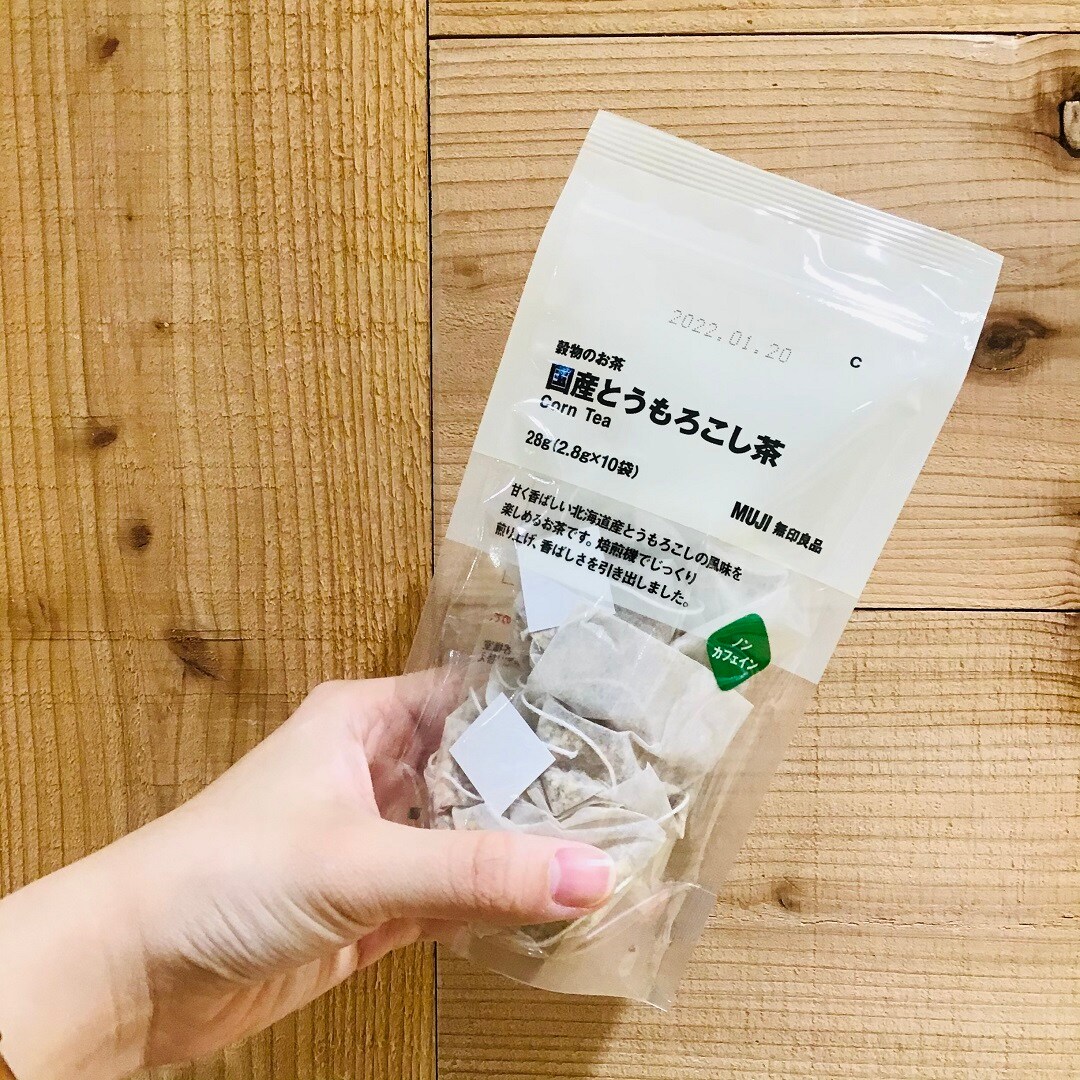 2022.01.20
C
穀物のお茶
国産とうもろこし茶
Corn Tea
28g(2.8g×10袋)
MUJI 無印良品
甘く香ばしい北海道産とうもろこしの風味を
楽しめるお茶です。焙煎機でじっくり
煎り上げ、香ばしさを引き出しました。
ノン
カフェイン